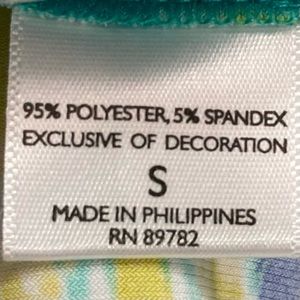 95% POLYESTER, 5% SPANDEX
EXCLUSIVE OF DECORATION
S
MADE IN PHILIPPINES
RN 89782